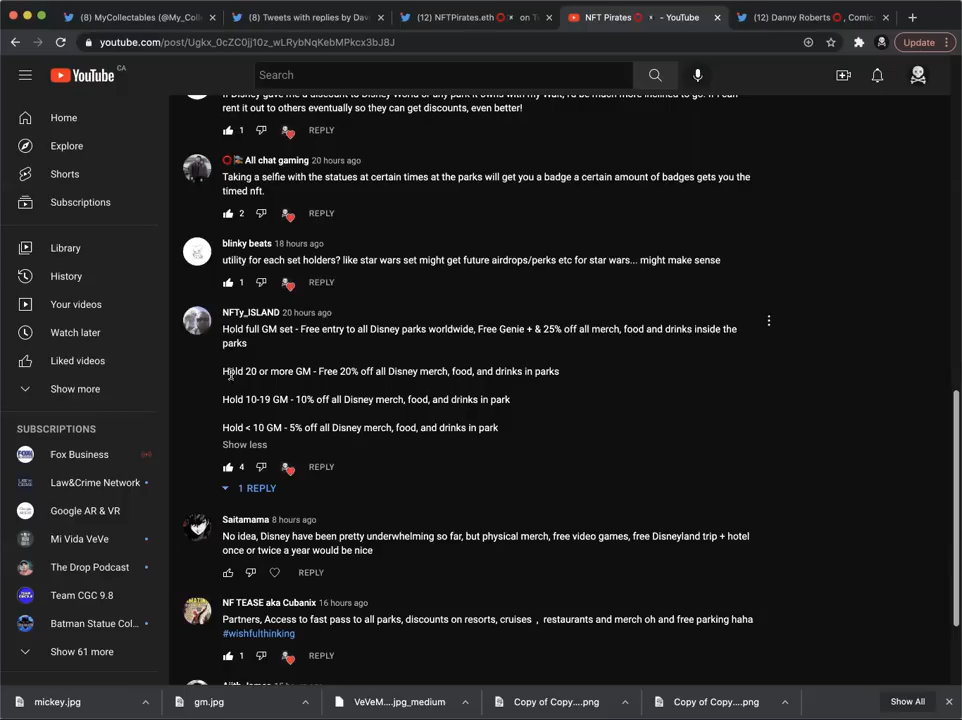 (8) MyCollectables (@My_Coll
(8) Tweets with replies by Dav
(12) NFTPirates.eth on Tw
NFT Pirates - YouTube
(12) Danny Roberts , Comic
youtube.com/post/Ugkx_0cZC0jj10z_wLRybNqKebMPkcx3bJ8J
Update
YouTube CA
Search
Home
Explore
Shorts
Subscriptions
Library
History
Your videos
Watch later
Liked videos
Show more
SUBSCRIPTIONS
Fox Business
Law&Crime Network
Google AR & VR
Mi Vida VeVe
The Drop Podcast
Team CGC 9.8
Batman Statue Col...
Show 61 more
If Disney gave me a discount to Disney World or any park it owns with my Walt, I'd be much more inclined to go. If I can
rent it out to others eventually so they can get discounts, even better!
1 REPLY
All chat gaming 20 hours ago
Taking a selfie with the statues at certain times at the parks will get you a badge a certain amount of badges gets you the
timed nft.
2 REPLY
blinky beats 18 hours ago
utility for each set holders? like star wars set might get future airdrops/perks etc for star wars... might make sense
1 REPLY
NFTy_ISLAND 20 hours ago
Hold full GM set - Free entry to all Disney parks worldwide, Free Genie + & 25% off all merch, food and drinks inside the
parks
Hold 20 or more GM - Free 20% off all Disney merch, food, and drinks in parks
Hold 10-19 GM - 10% off all Disney merch, food, and drinks in park
Hold < 10 GM - 5% off all Disney merch, food, and drinks in park
Show less
4 REPLY
1 REPLY
Saitamama 8 hours ago
No idea, Disney have been pretty underwhelming so far, but physical merch, free video games, free Disneyland trip + hotel
once or twice a year would be nice
REPLY
NF TEASE aka Cubanix 16 hours ago
Partners, Access to fast pass to all parks, discounts on resorts, cruises , restaurants and merch oh and free parking haha
#wishfulthinking
1 REPLY
mickey.jpg
gm.jpg
VeVeM....jpg_medium
Copy of Copy....png
Copy of Copy....png
Show All